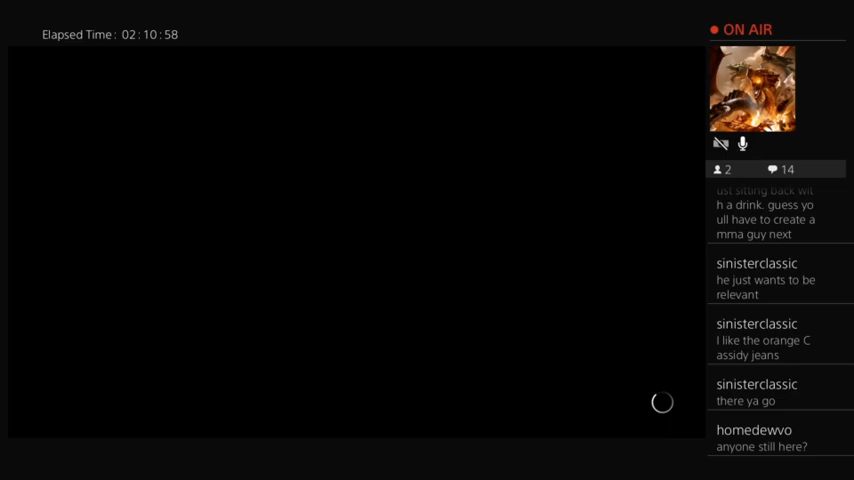 Elapsed Time: 02:10:58
ON AIR
2
14
ust sitting back wit
h a drink. guess yo
ull have to create a
mma guy next
sinisterclassic
he just wants to be
relevant
sinisterclassic
I like the orange C
assidy jeans
sinisterclassic
there ya go
homedewvo
anyone still here?